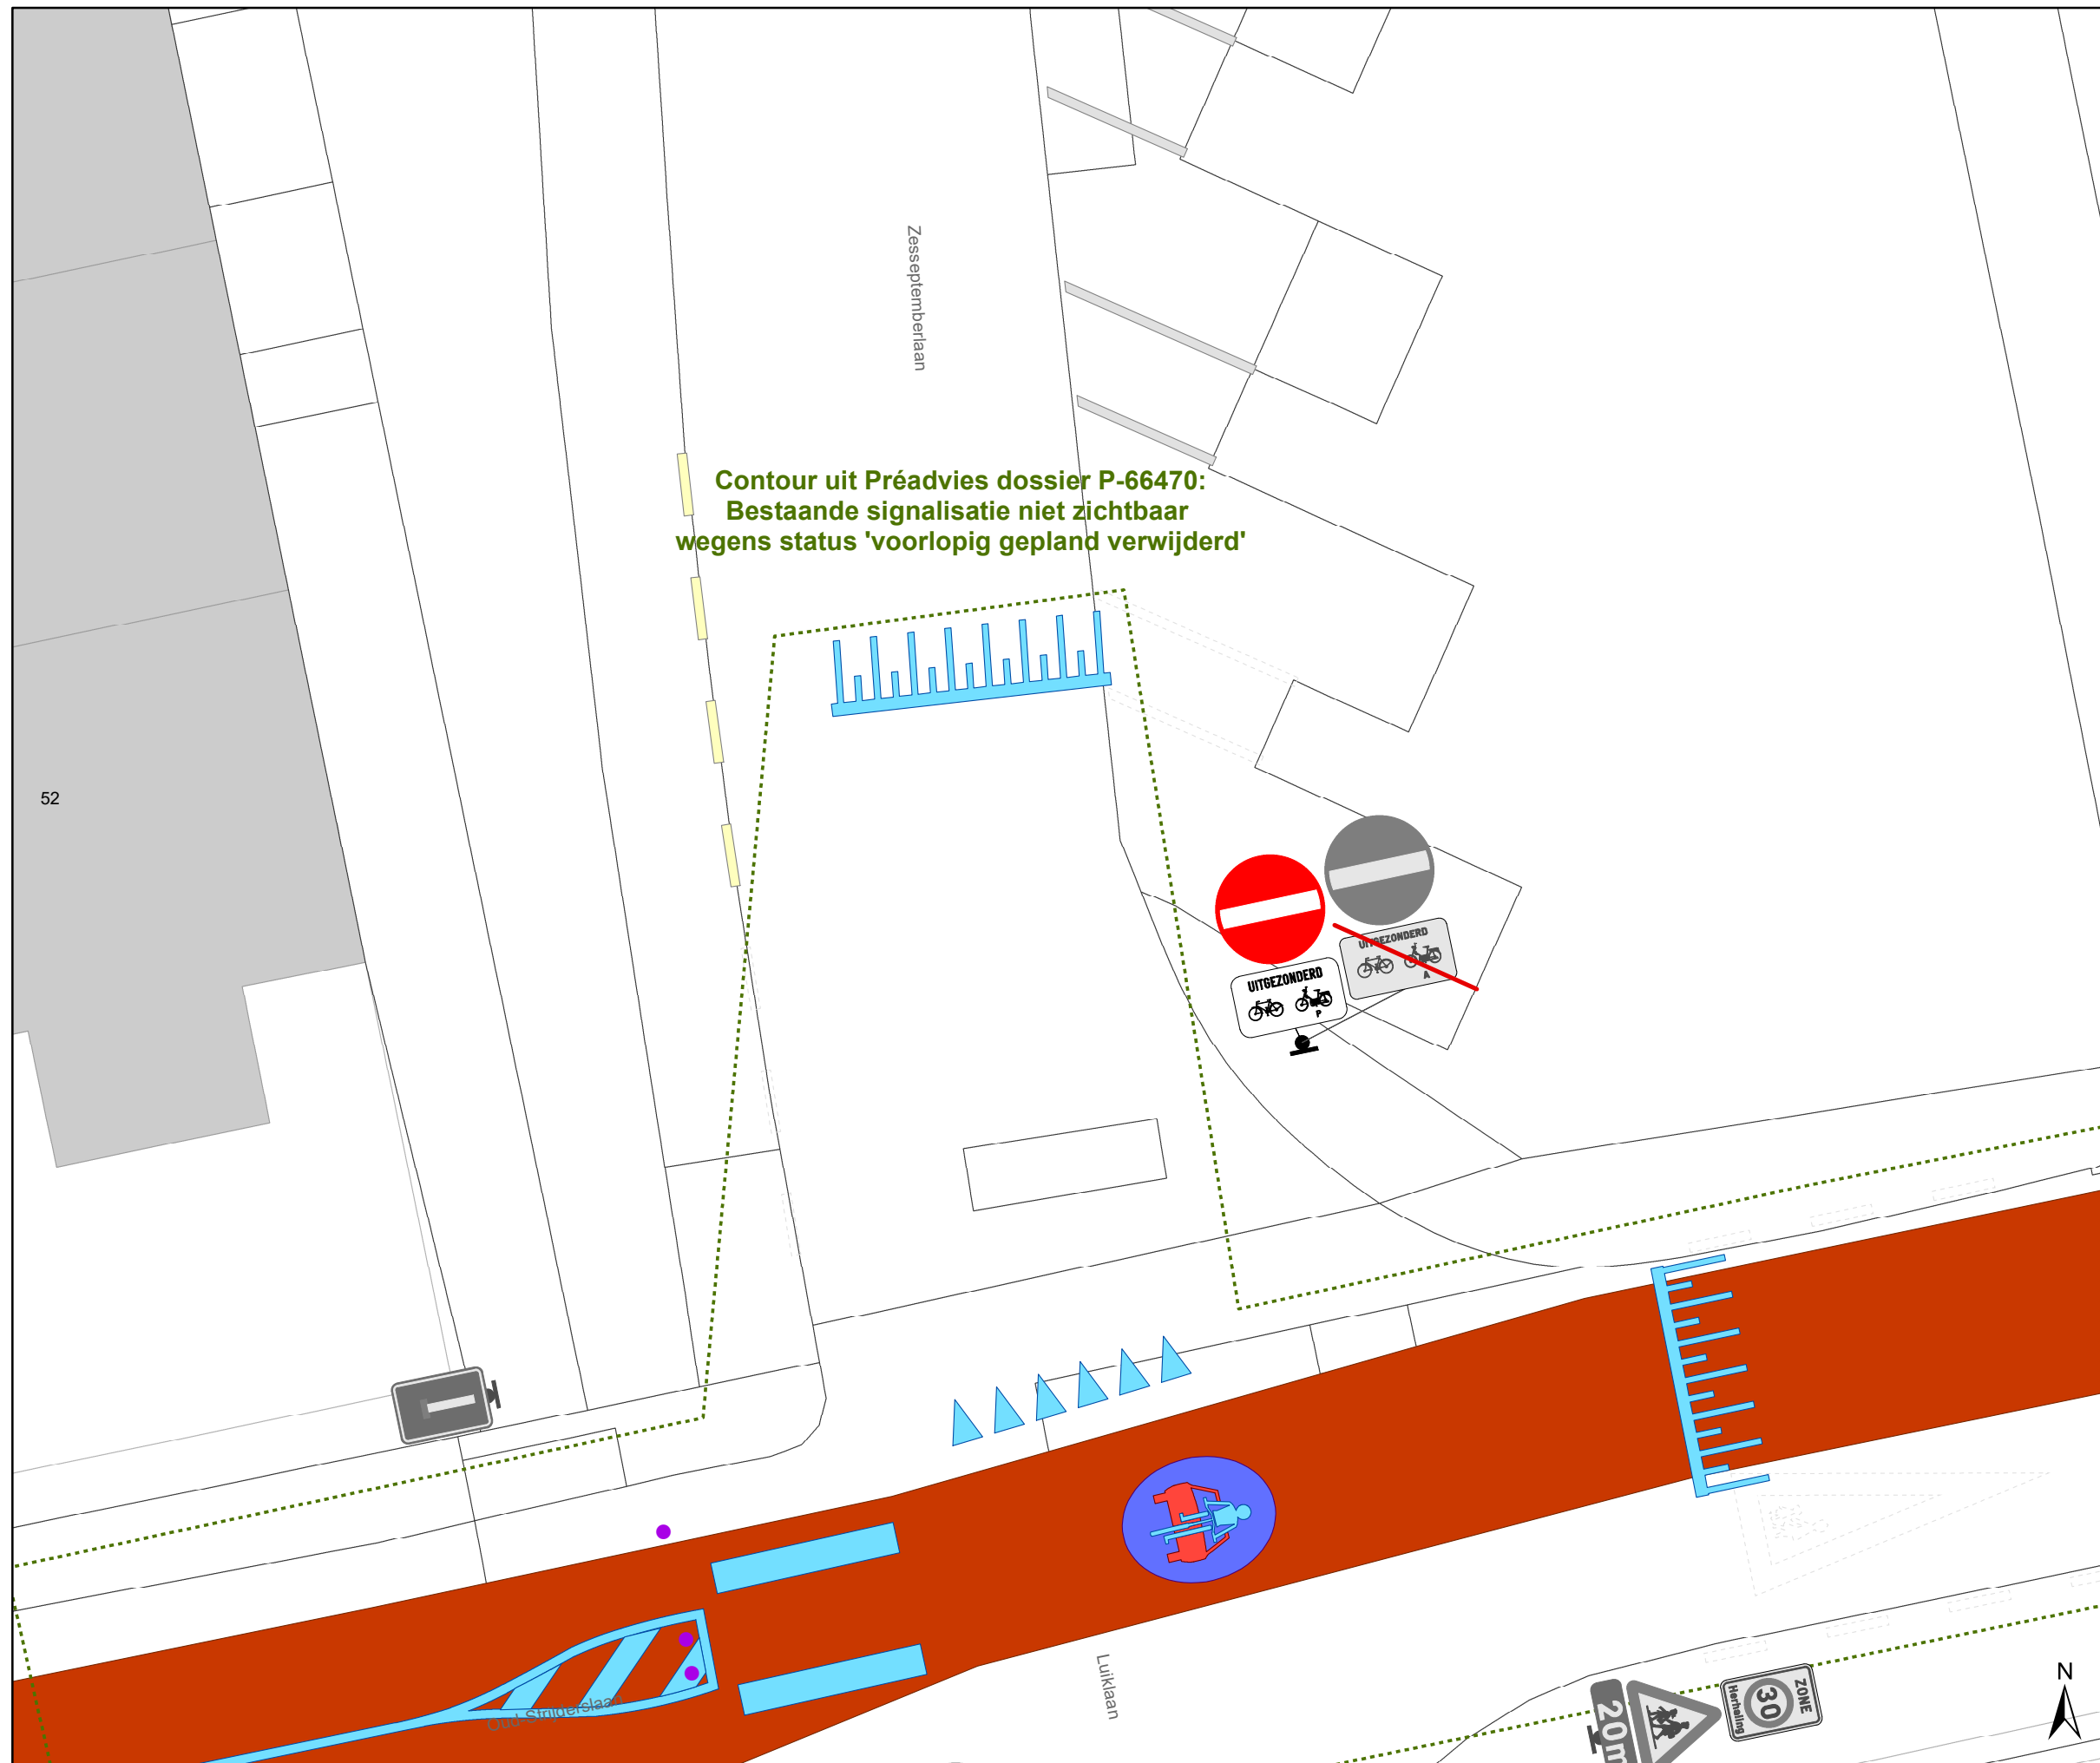 Zesseptemberlaan
Contour uit Préadvies dossier P-66470:
Bestaande signalisatie niet zichtbaar
wegens status 'voorlopig gepland verwijderd'
52
UITGEZONDERD
A
UITGEZONDERD
P
Oud-Strijderslaan
Luiklaan
20m
ZONE
30
Herhaling
N